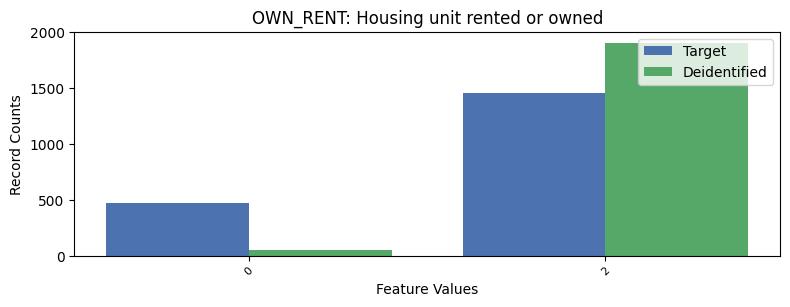 OWN_RENT: Housing unit rented or owned
Record Counts
2000
1500
1000
500
0
Target
Deidentified
0
2
Feature Values